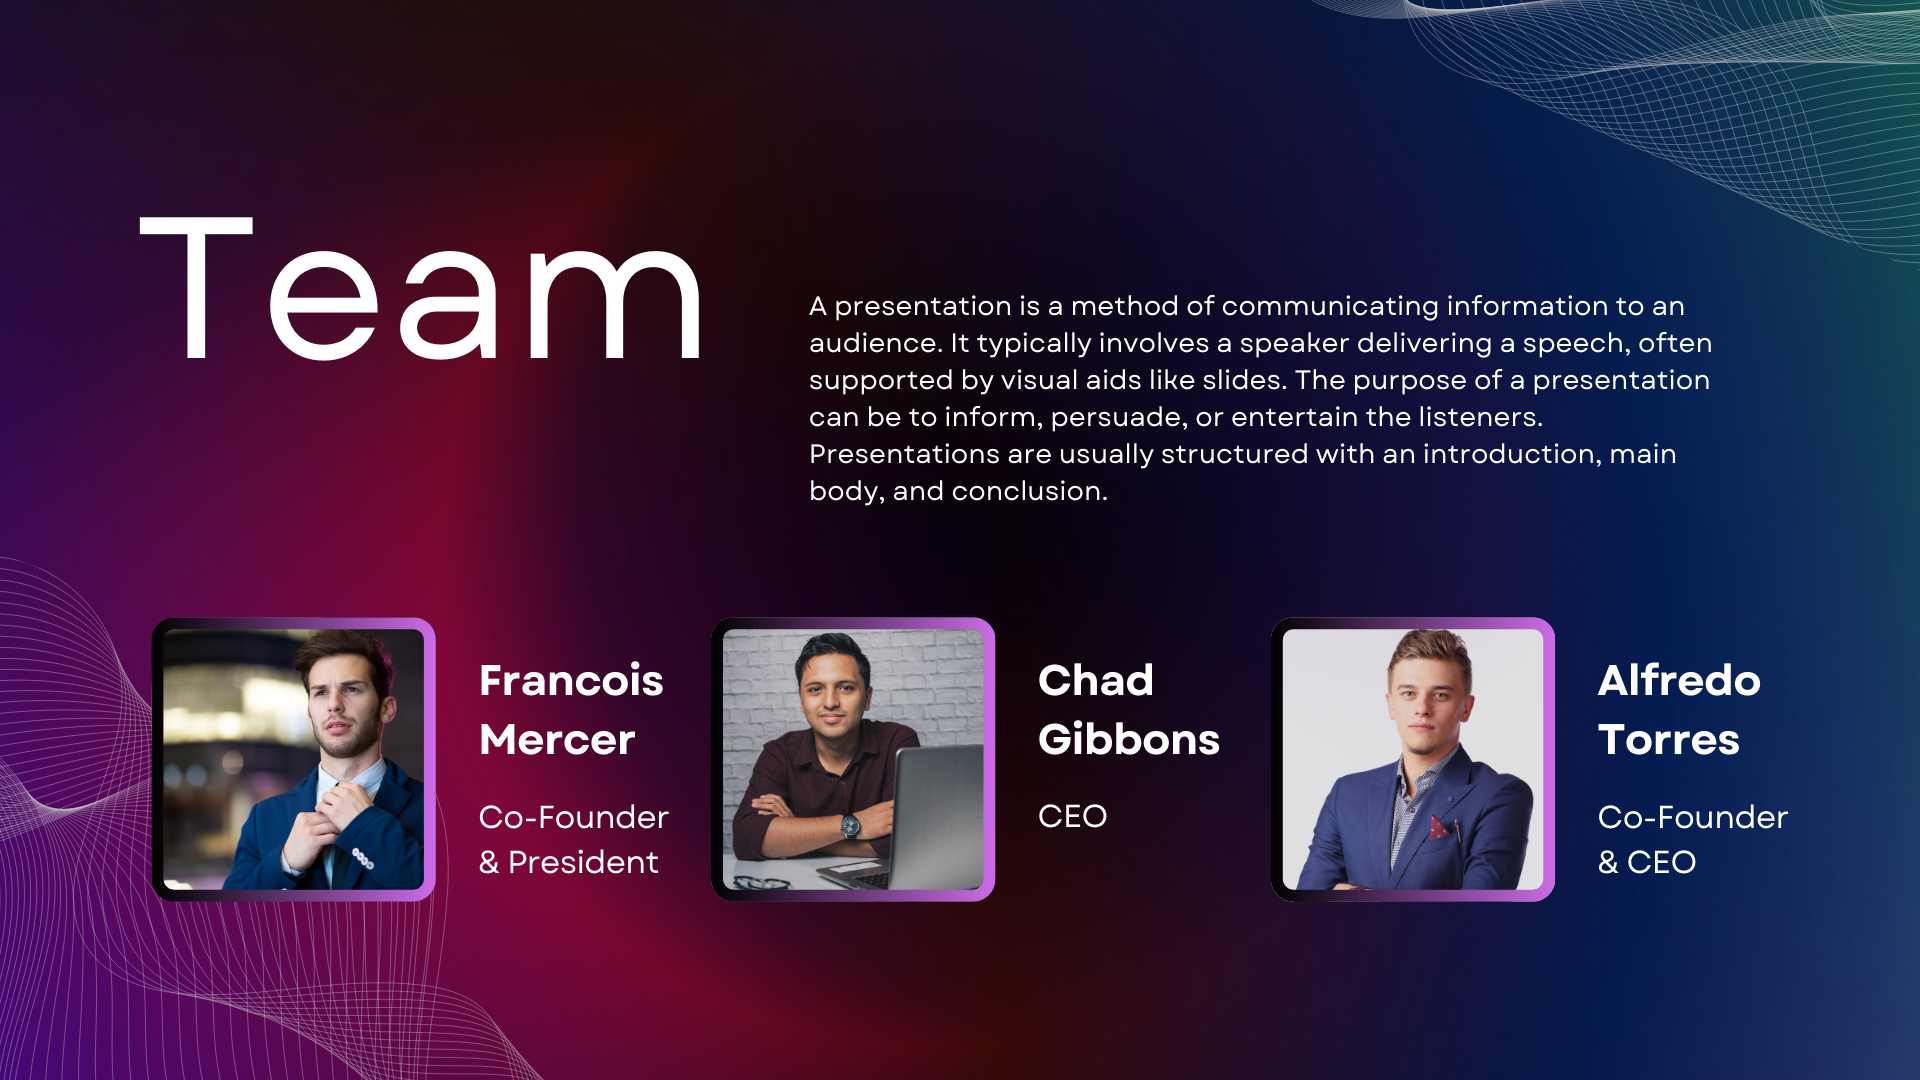 Team
A presentation is a method of communicating information to an
audience. It typically involves a speaker delivering a speech, often
supported by visual aids like slides. The purpose of a presentation
can be to inform, persuade, or entertain the listeners.
Presentations are usually structured with an introduction, main
body, and conclusion.
Francois
Mercer
Co-Founder
& President
Chad
Gibbons
CEO
Alfredo
Torres
Co-Founder
& CEO